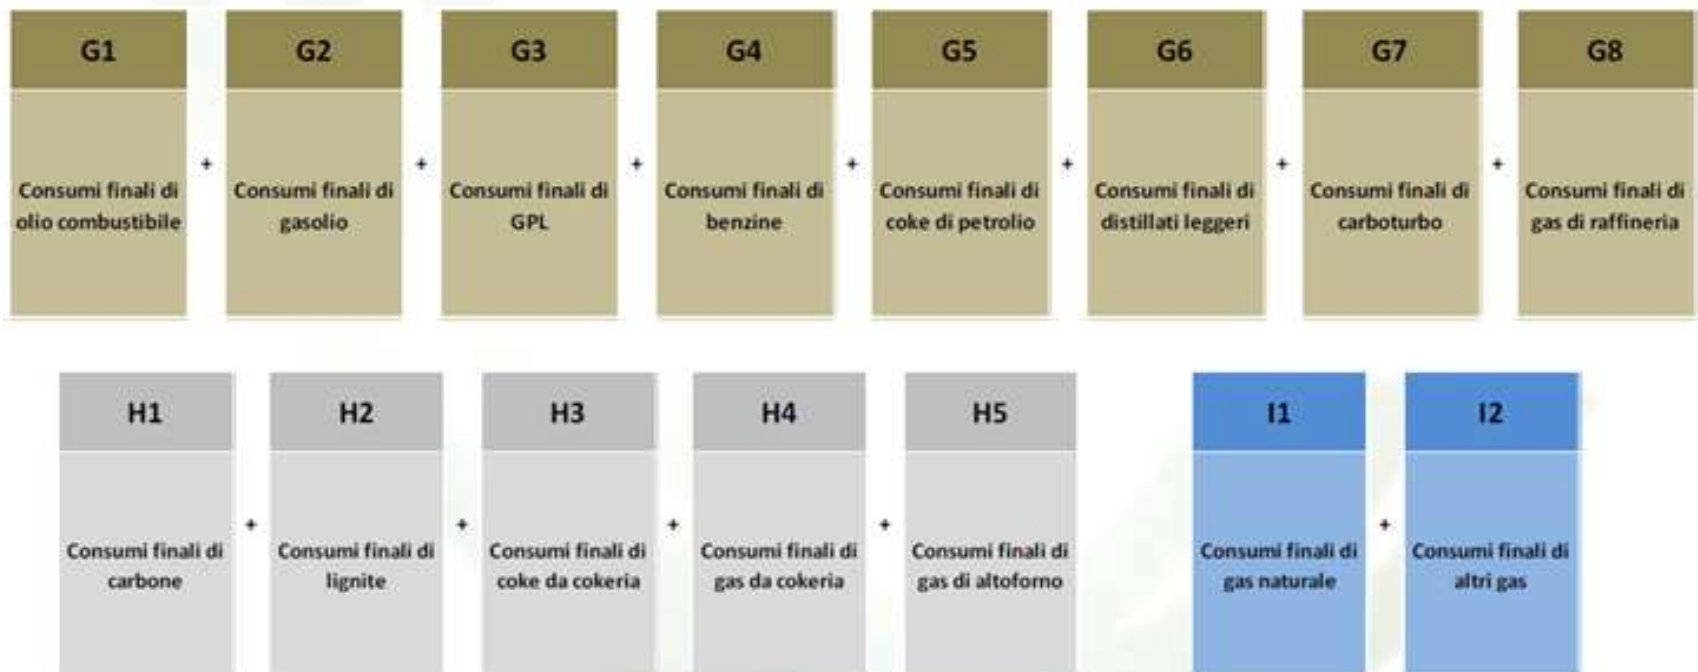 G1 G2 G3 G4 G5 G6 G7 G8
+ + + + + + +
Consumi finali di Consumi finali di Consumi finali di Consumi finali di Consumi finali di Consumi finali di Consumi finali di Consumi finali di
olio combustibile gasolio GPL benzine coke di petrolio distillati leggeri carboturbo gas di raffineria
H1 H2 H3 H4 H5 I1 I2
+ + + + +
Consumi finali di Consumi finali di Consumi finali di Consumi finali di Consumi finali di Consumi finali di Consumi finali di
carbone lignite coke da cokeria gas da cokeria gas di altoforno gas naturale altri gas